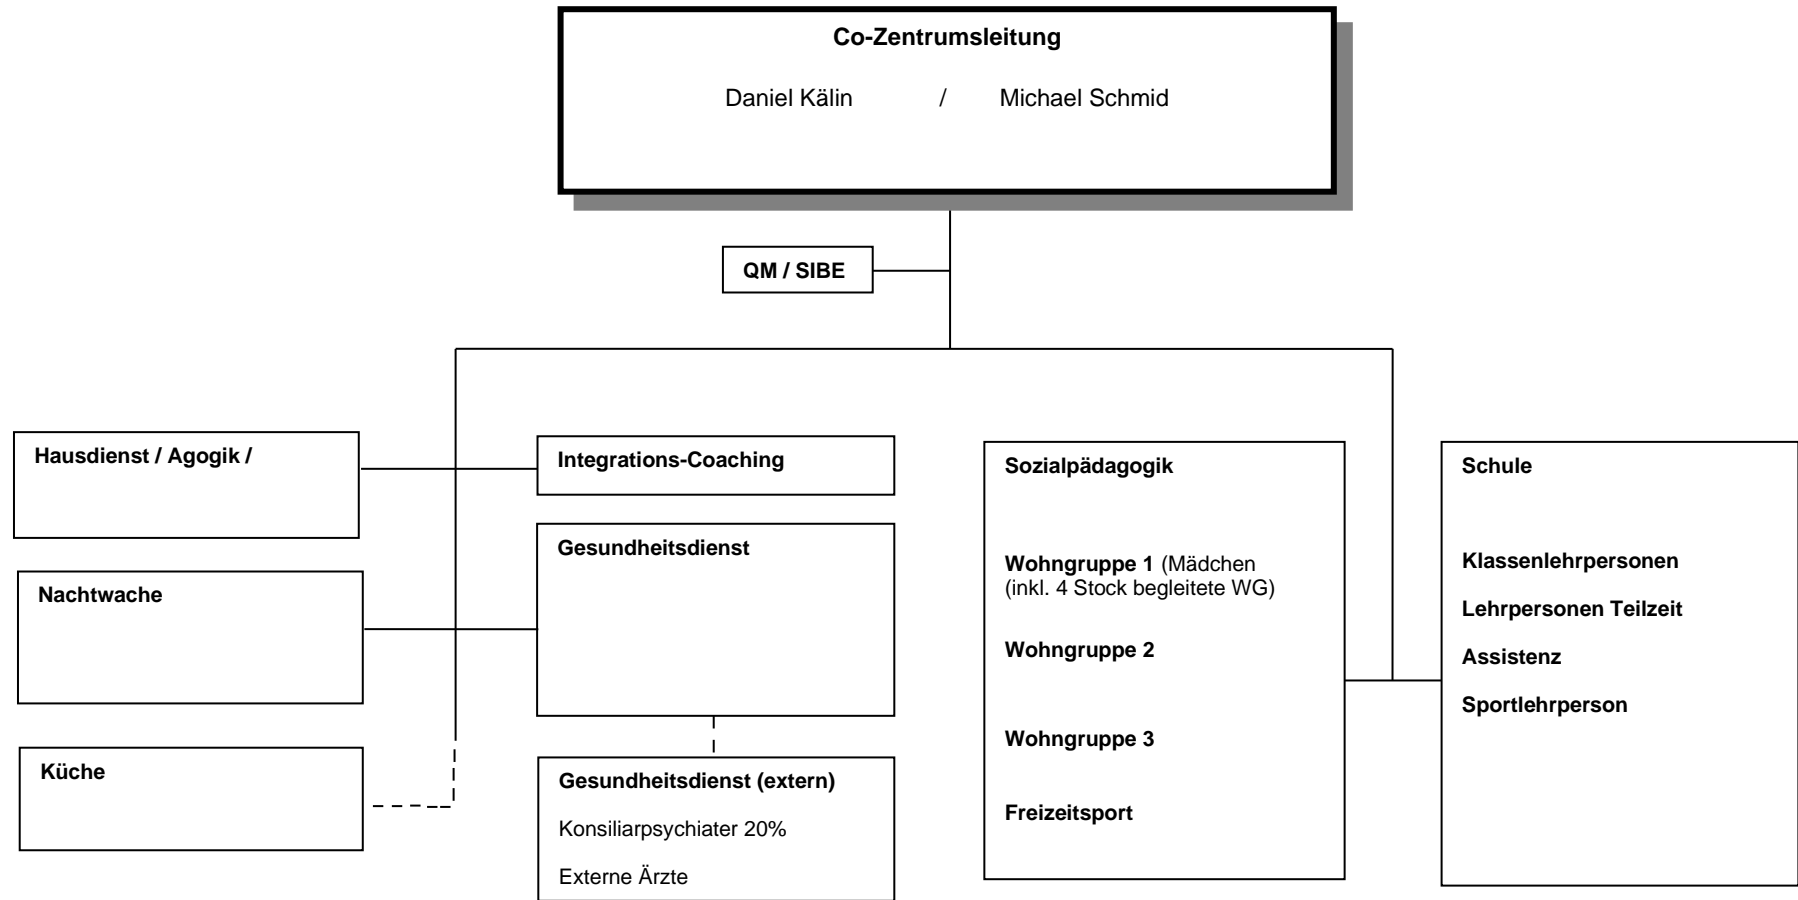 Co-Zentrumsleitung
Daniel Kälin / Michael Schmid
QM / SIBE
Hausdienst / Agogik /
Nachtwache
Küche
Integrations-Coaching
Gesundheitsdienst
Gesundheitsdienst (extern)
Konsiliarpsychiater 20%
Externe Ärzte
Sozialpädagogik
Wohngruppe 1 (Mädchen
(inkl. 4 Stock begleitete WG)
Wohngruppe 2
Wohngruppe 3
Freizeitsport
Schule
Klassenlehrpersonen
Lehrpersonen Teilzeit
Assistenz
Sportlehrperson